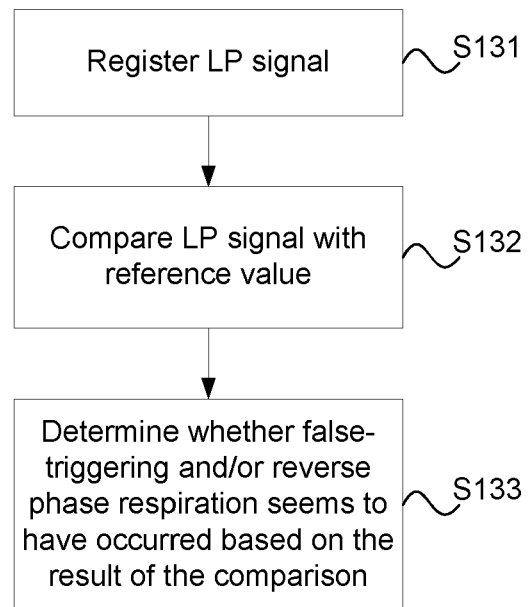 Register LP signal
S131
Compare LP signal with
reference value
S132
Determine whether false-
triggering and/or reverse
phase respiration seems to
have occurred based on the
result of the comparison
S133